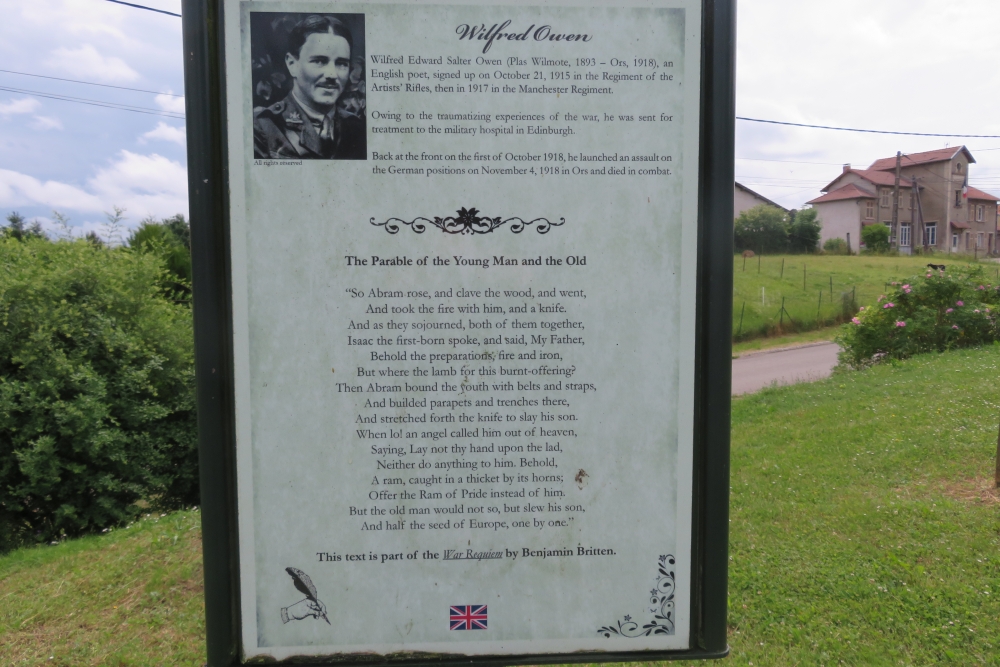 Wilfred Owen
Wilfred Edward Salter Owen (Plas Wilmote, 1893 – Ors, 1918), an
English poet, signed up on October 21, 1915 in the Regiment of the
Artists' Rifles, then in 1917 in the Manchester Regiment.
Owing to the traumatizing experiences of the war, he was sent for
treatment to the military hospital in Edinburgh.
All rights reserved
Back at the front on the first of October 1918, he launched an assault on
the German positions on November 4, 1918 in Ors and died in combat.
The Parable of the Young Man and the Old
"So Abram rose, and clave the wood, and went,
And took the fire with him, and a knife.
And as they sojourned, both of them together,
Isaac the first-born spoke, and said, My Father,
Behold the preparations, fire and iron,
But where the lamb for this burnt-offering?
Then Abram bound the youth with belts and straps,
And builded parapets and trenches there,
And stretched forth the knife to slay his son.
When lo! an angel called him out of heaven,
Saying, Lay not thy hand upon the lad,
Neither do anything to him. Behold,
A ram, caught in a thicket by its horns;
Offer the Ram of Pride instead of him.
But the old man would not so, but slew his son,
And half the seed of Europe, one by one."
This text is part of the War Requiem by Benjamin Britten.